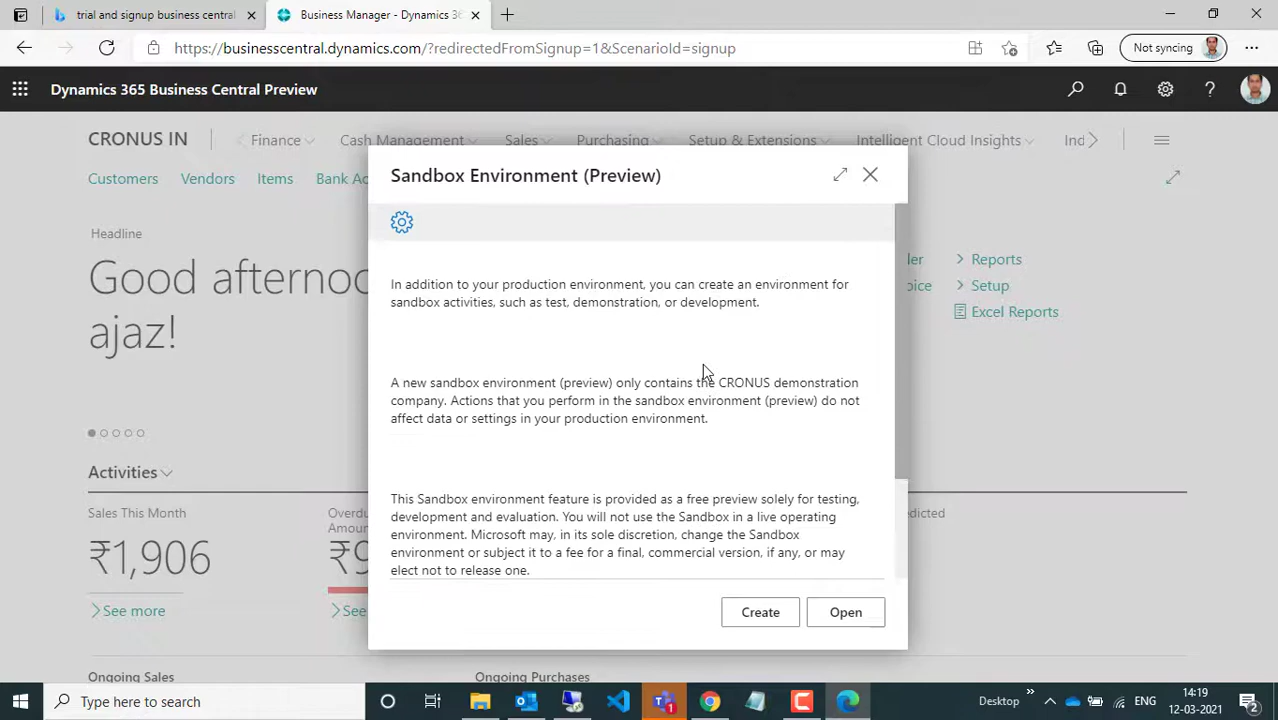 trial and signup business central
Business Manager - Dynamics 36
https://businesscentral.dynamics.com/?redirectedFromSignup=1&ScenarioId=signup
Not syncing
Dynamics 365 Business Central Preview
CRONUS IN
Finance
Cash Management
Sales
Purchasing
Setup & Extensions
Intelligent Cloud Insights
Customers
Vendors
Items
Bank Ac
Headline
Good afternoo
ajaz!
Reports
Setup
Excel Reports
Sandbox Environment (Preview)
In addition to your production environment, you can create an environment for
sandbox activities, such as test, demonstration, or development.
A new sandbox environment (preview) only contains the CRONUS demonstration
company. Actions that you perform in the sandbox environment (preview) do not
affect data or settings in your production environment.
This Sandbox environment feature is provided as a free preview solely for testing,
development and evaluation. You will not use the Sandbox in a live operating
environment. Microsoft may, in its sole discretion, change the Sandbox
environment or subject it to a fee for a final, commercial version, if any, or may
elect not to release one.
Create
Open
Activities
Sales This Month
₹1,906
See more
Overdu
Amoun
₹9
See
edicted
Ongoing Sales
Ongoing Purchases
Type here to search
Desktop
ENG
14:19
12-03-2021